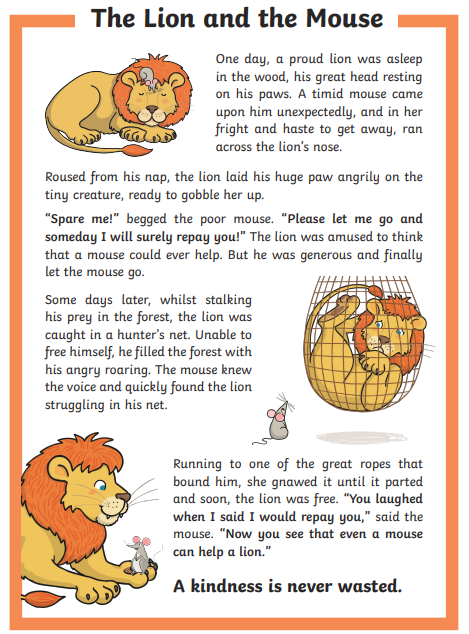 The Lion and the Mouse
One day, a proud lion was asleep
in the wood, his great head resting
on his paws. A timid mouse came
upon him unexpectedly, and in her
fright and haste to get away, ran
across the lion's nose.
Roused from his nap, the lion laid his huge paw angrily on the
tiny creature, ready to gobble her up.
“Spare me!” begged the poor mouse. “Please let me go and
someday I will surely repay you!” The lion was amused to think
that a mouse could ever help. But he was generous and finally
let the mouse go.
Some days later, whilst stalking
his prey in the forest, the lion was
caught in a hunter's net. Unable to
free himself, he filled the forest with
his angry roaring. The mouse knew
the voice and quickly found the lion
struggling in his net.
Running to one of the great ropes that
bound him, she gnawed it until it parted
and soon, the lion was free. “You laughed
when I said I would repay you,” said the
mouse. “Now you see that even a mouse
can help a lion.”
A kindness is never wasted.